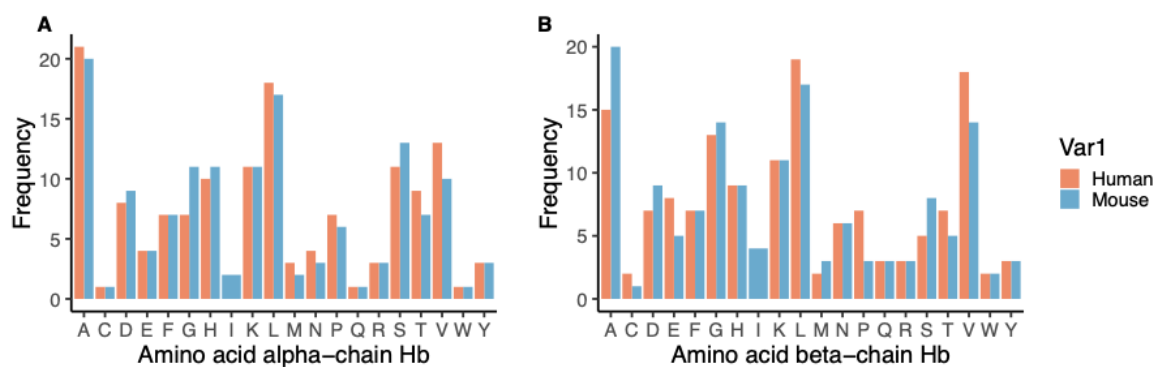 A
Frequency
20
15
10
5
0
A C D E F G H I K L M N P Q R S T V W Y
Amino acid alpha−chain Hb
B
Frequency
20
15
10
5
0
A C D E F G H I K L M N P Q R S T V W Y
Amino acid beta−chain Hb
Var1
Human
Mouse